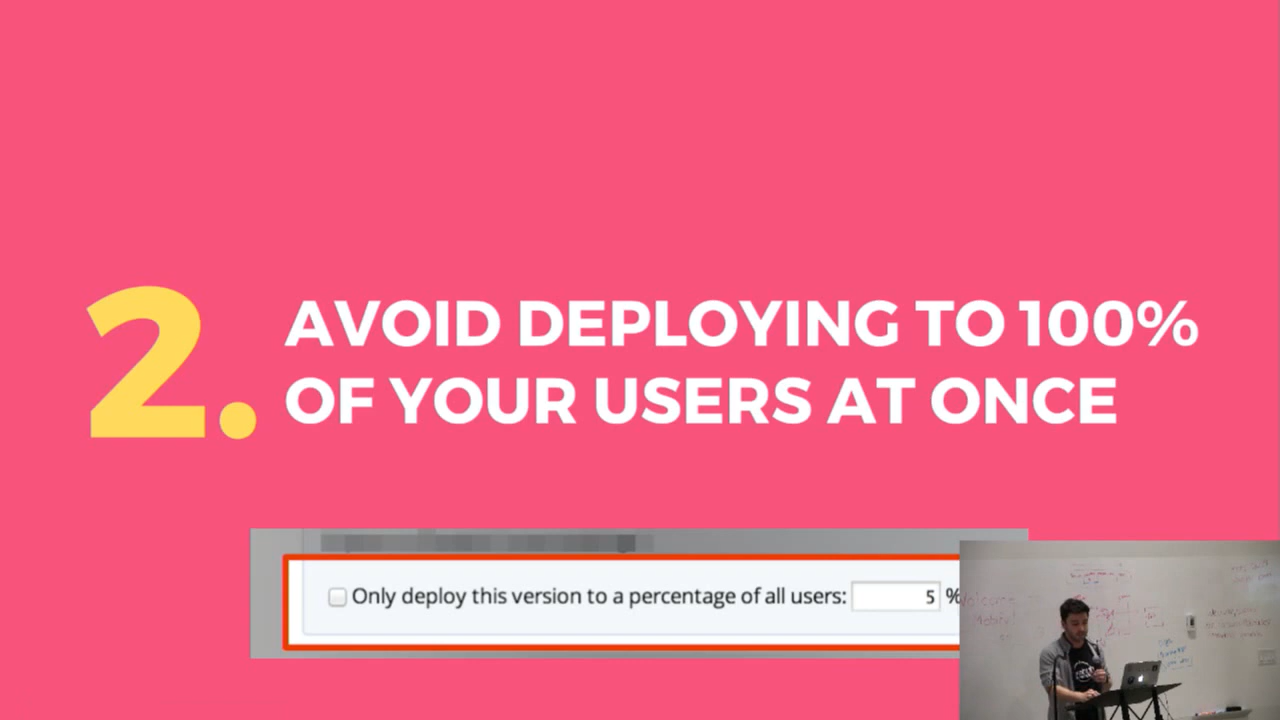 2. AVOID DEPLOYING TO 100%
OF YOUR USERS AT ONCE
Only deploy this version to a percentage of all users: 5 %